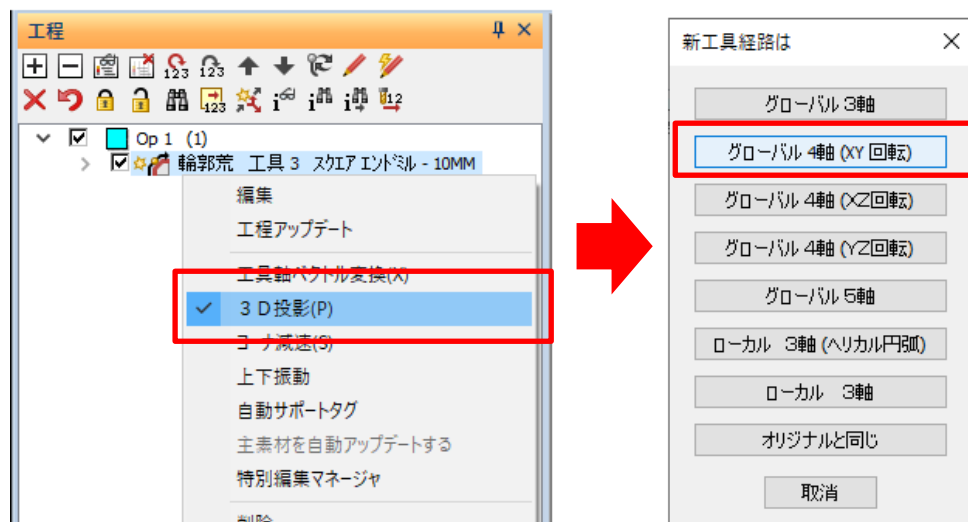 工程
Op 1 (1)
輪郭荒 工具 3 スクエア エンドミル - 10MM
編集
工程アップデート
工具軸ベクトル変換(X)
３Ｄ投影(P)
コーナ減速(S)
上下振動
自動サポートタグ
主素材を自動アップデートする
特別編集マネージャ
削除
新工具経路は
グローバル 3軸
グローバル 4軸 (XY 回転)
グローバル 4軸 (XZ回転)
グローバル 4軸 (YZ回転)
グローバル 5軸
ローカル 3軸 (ヘリカル円弧)
ローカル 3軸
オリジナルと同じ
取消